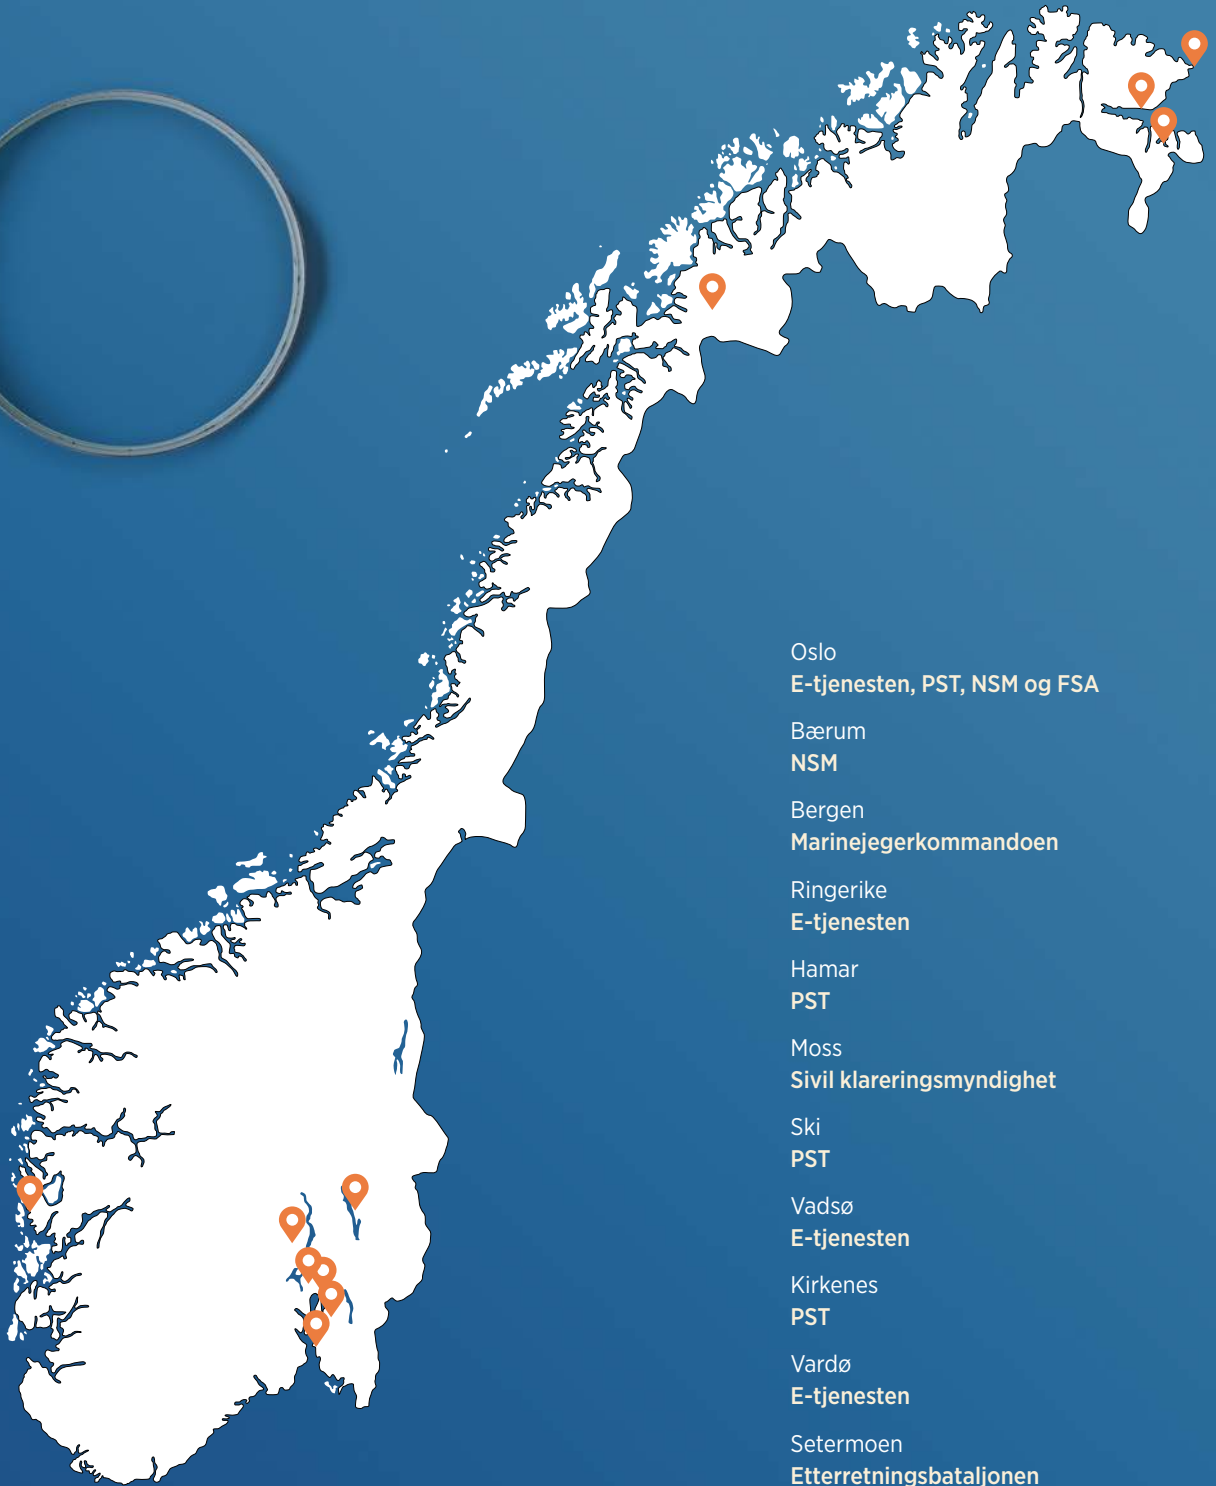 Oslo
E-tjenesten, PST, NSM og FSA
Bærum
NSM
Bergen
Marinejegerkommandoen
Ringerike
E-tjenesten
Hamar
PST
Moss
Sivil klareringsmyndighet
Ski
PST
Vadsø
E-tjenesten
Kirkenes
PST
Vardø
E-tjenesten
Setermoen
Etterretningsbataljonen